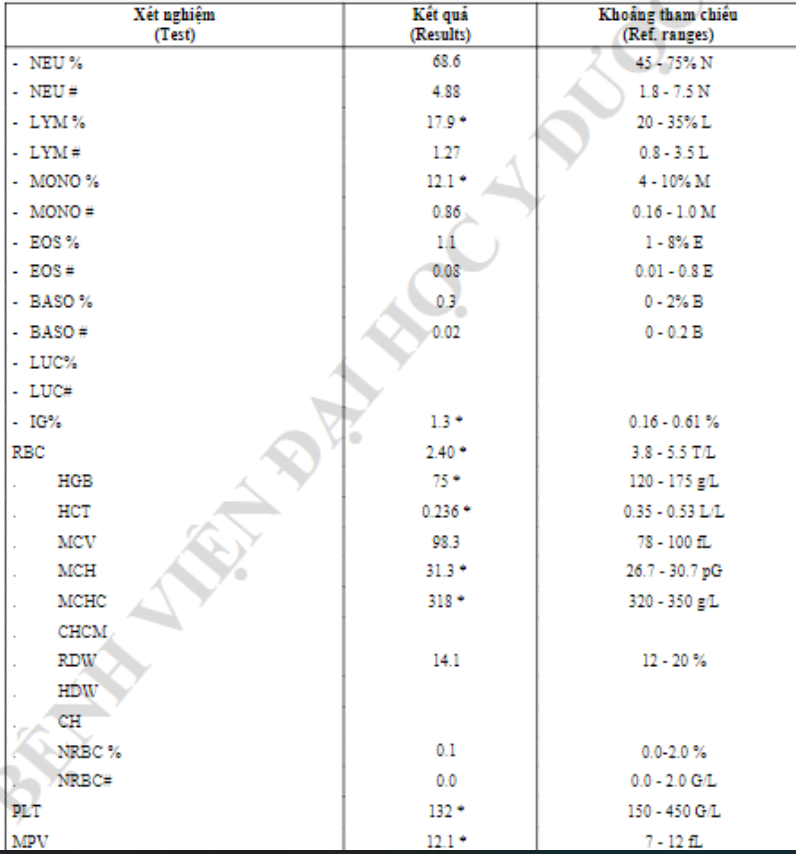 Xét nghiệm Kết quả Khoảng tham chiếu
(Test) (Results) (Ref. ranges)
- NEU % 68.6 45 - 75% N
- NEU # 4.88 1.8 - 7.5 N
- LYM % 17.9 * 20 - 35% L
- LYM # 1.27 0.8 - 3.5 L
- MONO % 12.1 * 4 - 10% M
- MONO # 0.86 0.16 - 1.0 M
- EOS % 1.1 1 - 8% E
- EOS # 0.08 0.01 - 0.8 E
- BASO % 0.3 0 - 2% B
- BASO # 0.02 0 - 0.2 B
- LUC%
- LUC#
- IG% 1.3 * 0.16 - 0.61 %
RBC 2.40 * 3.8 - 5.5 T/L
. HGB 75 * 120 - 175 g/L
. HCT 0.236 * 0.35 - 0.53 L/L
. MCV 98.3 78 - 100 fL
. MCH 31.3 * 26.7 - 30.7 pG
. MCHC 318 * 320 - 350 g/L
. CHCM
. RDW 14.1 12 - 20 %
. HDW
. CH
. NRBC % 0.1 0.0-2.0 %
. NRBC# 0.0 0.0 - 2.0 G/L
PLT 132 * 150 - 450 G/L
MPV 12.1 * 7 - 12 fL
BỆNH VIỆN ĐẠI HỌC Y DƯỢC